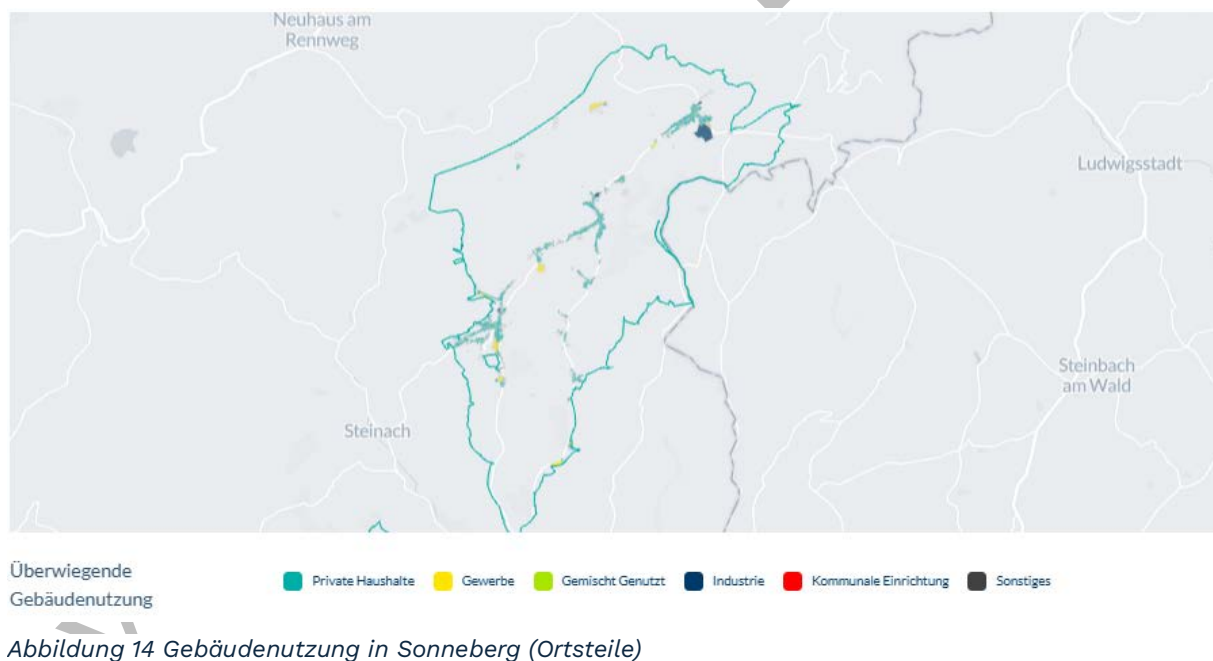 Neuhaus am
Rennweg
Ludwigsstadt
Steinbach
am Wald
Steinach
Überwiegende
Gebäudenutzung
Private Haushalte Gewerbe Gemischt Genutzt Industrie Kommunale Einrichtung Sonstiges
Abbildung 14 Gebäudenutzung in Sonneberg (Ortsteile)